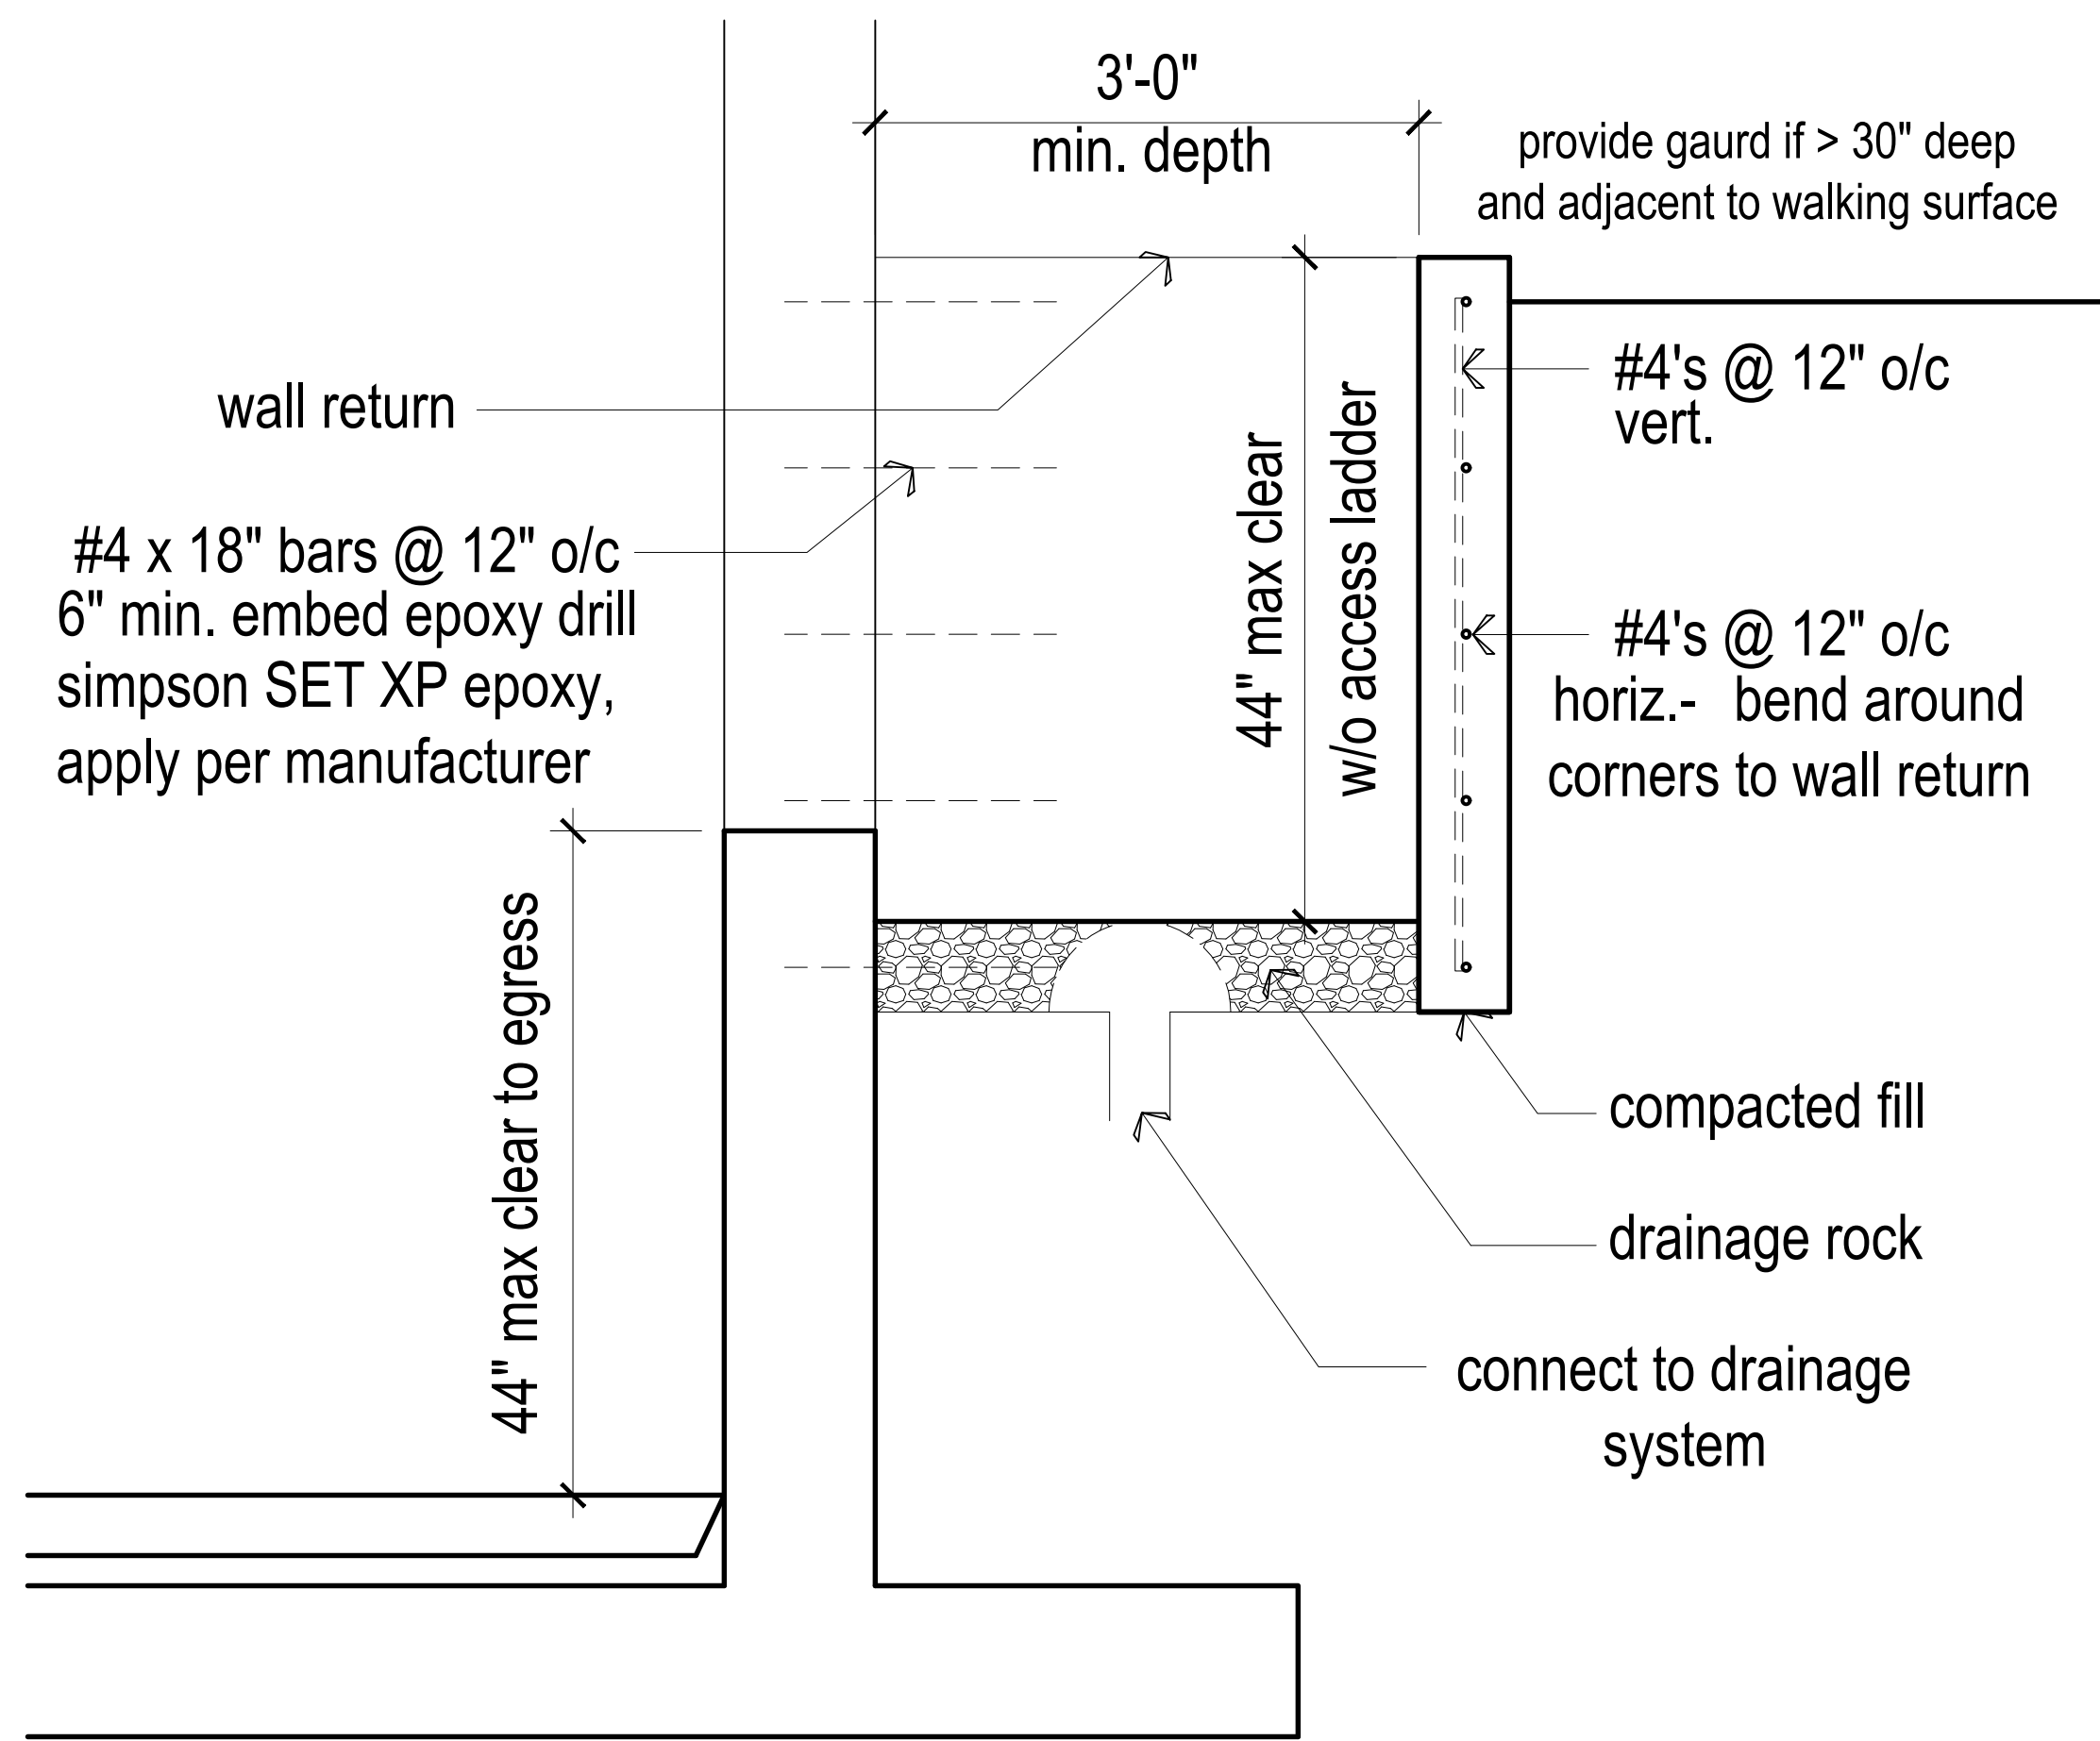 3'-0"
min. depth
provide gaurd if > 30" deep
and adjacent to walking surface
wall return
#4 x 18" bars @ 12" o/c
6" min. embed epoxy drill
simpson SET XP epoxy,
apply per manufacturer
44" max clear
w/o access ladder
#4's @ 12" o/c
vert.
#4's @ 12" o/c
horiz.- bend around
corners to wall return
44" max clear to egress
compacted fill
drainage rock
connect to drainage
system